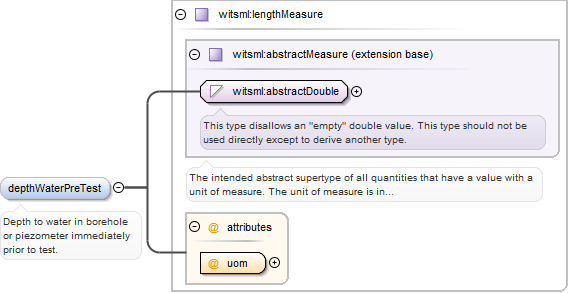 witsml:lengthMeasure
witsml:abstractMeasure (extension base)
witsml:abstractDouble
This type disallows an "empty" double value. This type should not be
used directly except to derive another type.
The intended abstract supertype of all quantities that have a value with a
unit of measure. The unit of measure is in...
depthWaterPreTest
Depth to water in borehole
or piezometer immediately
prior to test.
@ attributes
@ uom